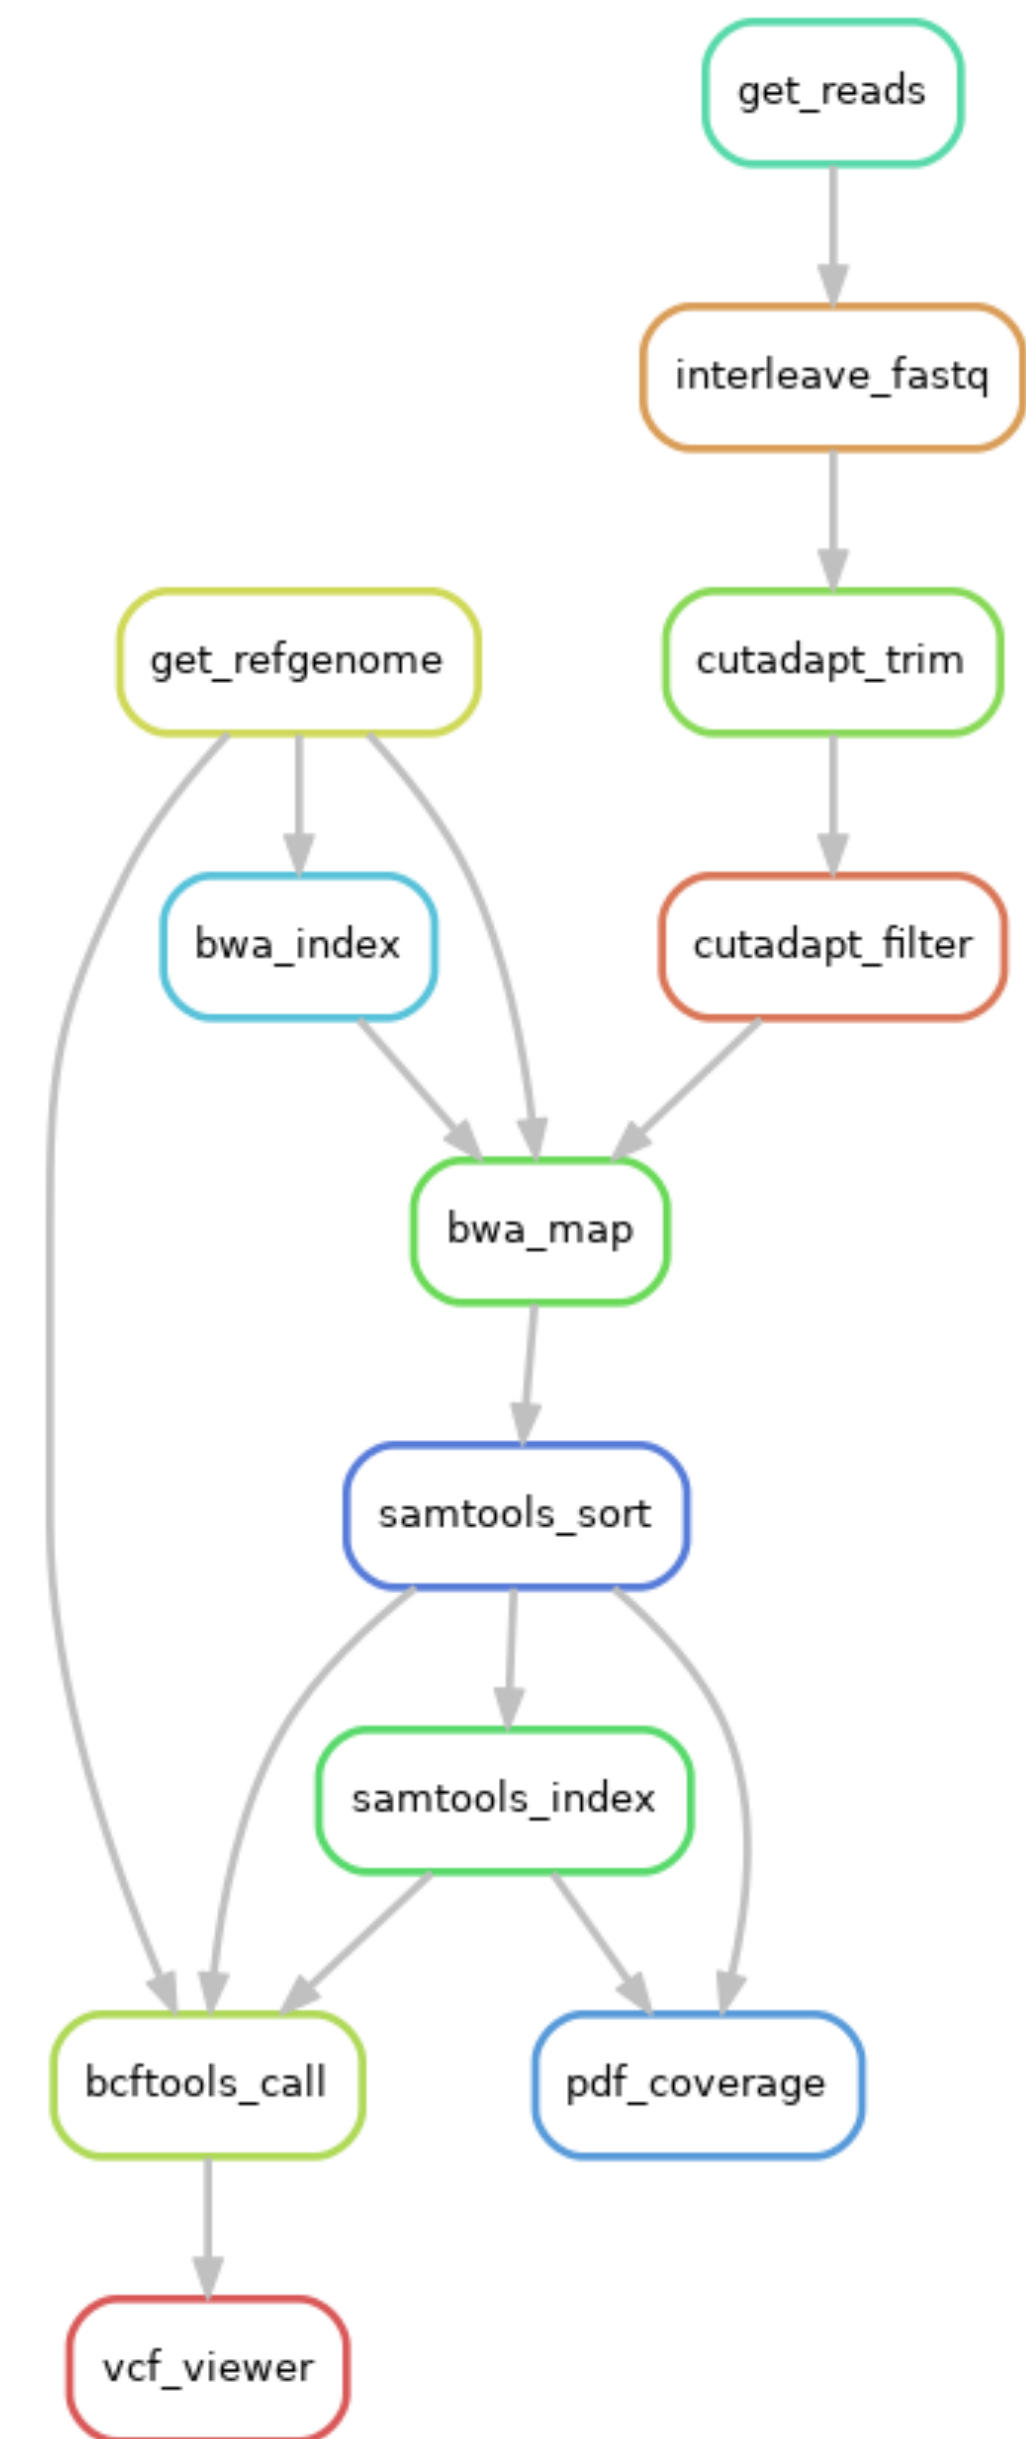 get_reads
interleave_fastq
get_refgenome
cutadapt_trim
bwa_index
cutadapt_filter
bwa_map
samtools_sort
samtools_index
bcftools_call
pdf_coverage
vcf_viewer